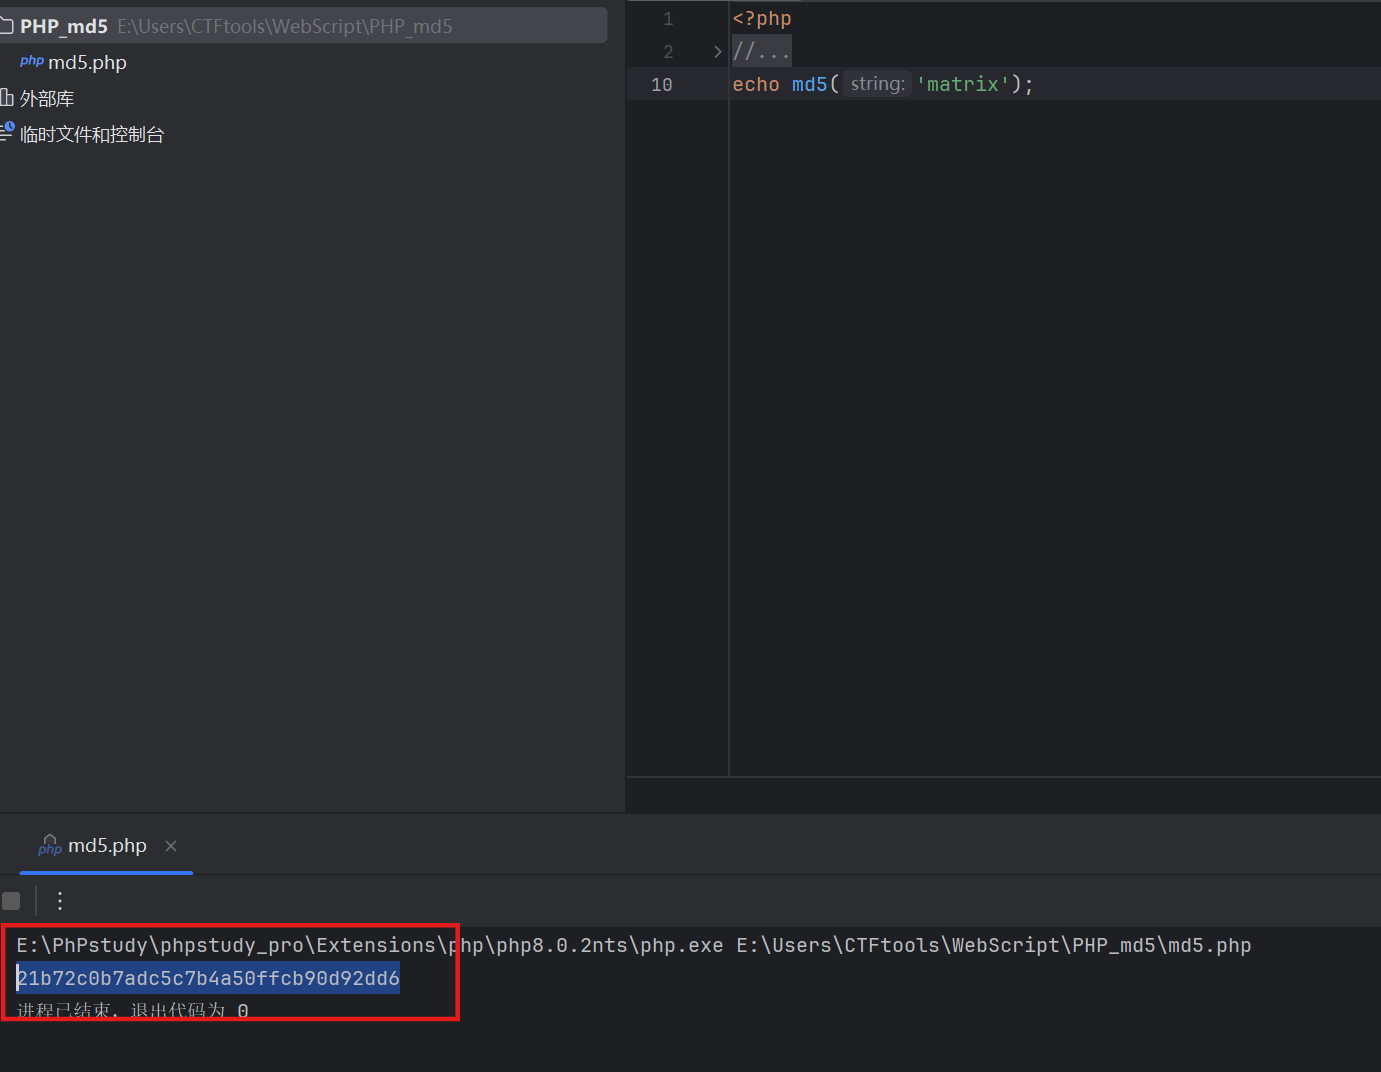 PHP_md5 E:\Users\CTFtools\WebScript\PHP_md5
php md5.php
外部库
临时文件和控制台
1 <?php
2 //...
10 echo md5( string: 'matrix');
php md5.php
E:\PhPstudy\phpstudy_pro\Extensions\php\php8.0.2nts\php.exe E:\Users\CTFtools\WebScript\PHP_md5\md5.php
21b72c0b7adc5c7b4a50ffcb90d92dd6
进程已结束，退出代码为 0